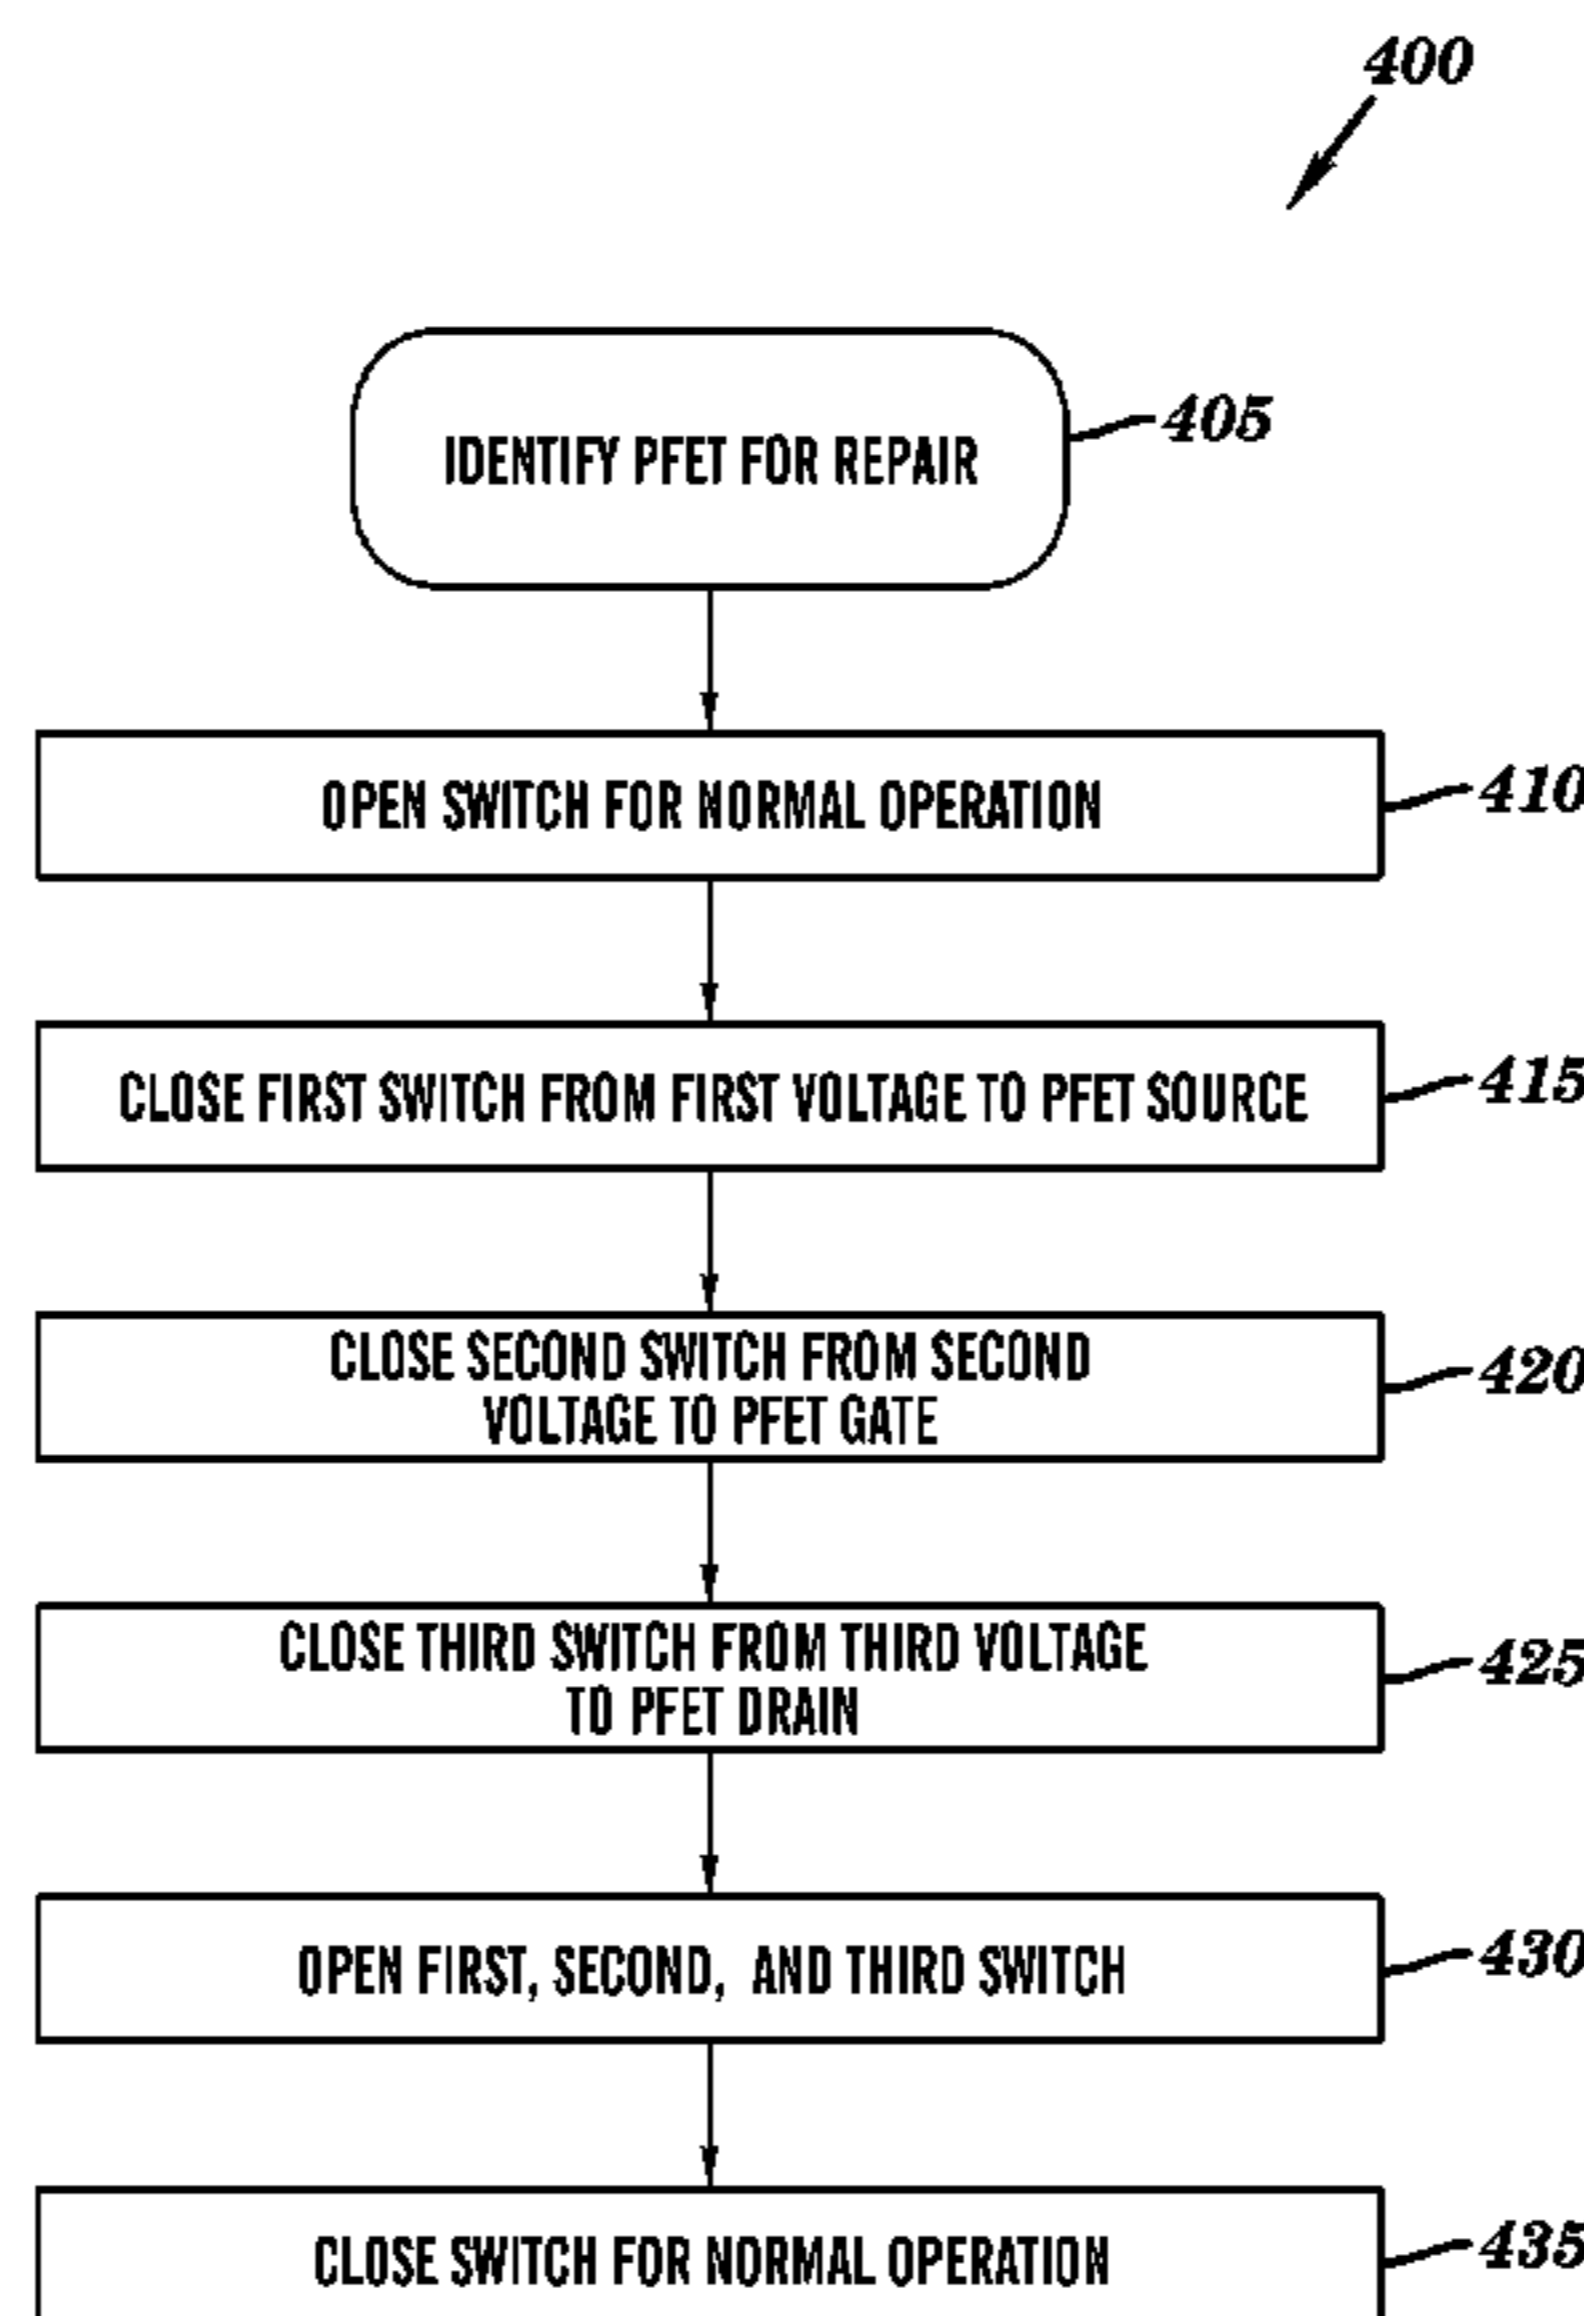 400
IDENTIFY PFET FOR REPAIR
405
OPEN SWITCH FOR NORMAL OPERATION
410
CLOSE FIRST SWITCH FROM FIRST VOLTAGE TO PFET SOURCE
415
CLOSE SECOND SWITCH FROM SECOND
VOLTAGE TO PFET GATE
420
CLOSE THIRD SWITCH FROM THIRD VOLTAGE
TO PFET DRAIN
425
OPEN FIRST, SECOND, AND THIRD SWITCH
430
CLOSE SWITCH FOR NORMAL OPERATION
435